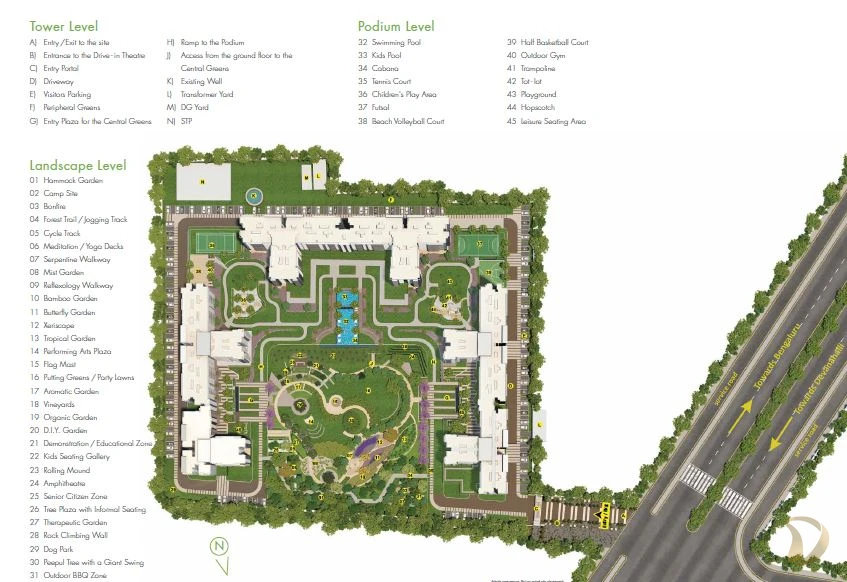 Tower Level
A) Entry/Exit to the site
B) Entrance to the Drive-in Theatre
C) Entry Portal
D) Driveway
E) Visitors Parking
F) Peripheral Greens
G) Entry Plaza for the Central Greens
H) Ramp to the Podium
J) Access from the ground floor to the
Central Greens
K) Existing Well
L) Transformer Yard
M) DG Yard
N) STP
Podium Level
32 Swimming Pool
33 Kids Pool
34 Cabana
35 Tennis Court
36 Children's Play Area
37 Futsal
38 Beach Volleyball Court
39 Half Basketball Court
40 Outdoor Gym
41 Trampoline
42 Tot-lot
43 Playground
44 Hopscotch
45 Leisure Seating Area
Landscape Level
01 Hammock Garden
02 Camp Site
03 Bonfire
04 Forest Trail / Jogging Track
05 Cycle Track
06 Meditation / Yoga Decks
07 Serpentine Walkway
08 Mist Garden
09 Reflexology Walkway
10 Bamboo Garden
11 Butterfly Garden
12 Xeriscape
13 Tropical Garden
14 Performing Arts Plaza
15 Flag Mast
16 Putting Greens / Party Lawns
17 Aromatic Garden
18 Vineyards
19 Organic Garden
20 D.I.Y. Garden
21 Demonstration / Educational Zone
22 Kids Seating Gallery
23 Rolling Mound
24 Amphitheatre
25 Senior Citizen Zone
26 Tree Plaza with Informal Seating
27 Therapeutic Garden
28 Rock Climbing Wall
29 Dog Park
30 Peepul Tree with a Giant Swing
31 Outdoor BBQ Zone
N
M
L
K
F
service road
Towards Bengaluru
Towards Devanahalli
service road
N